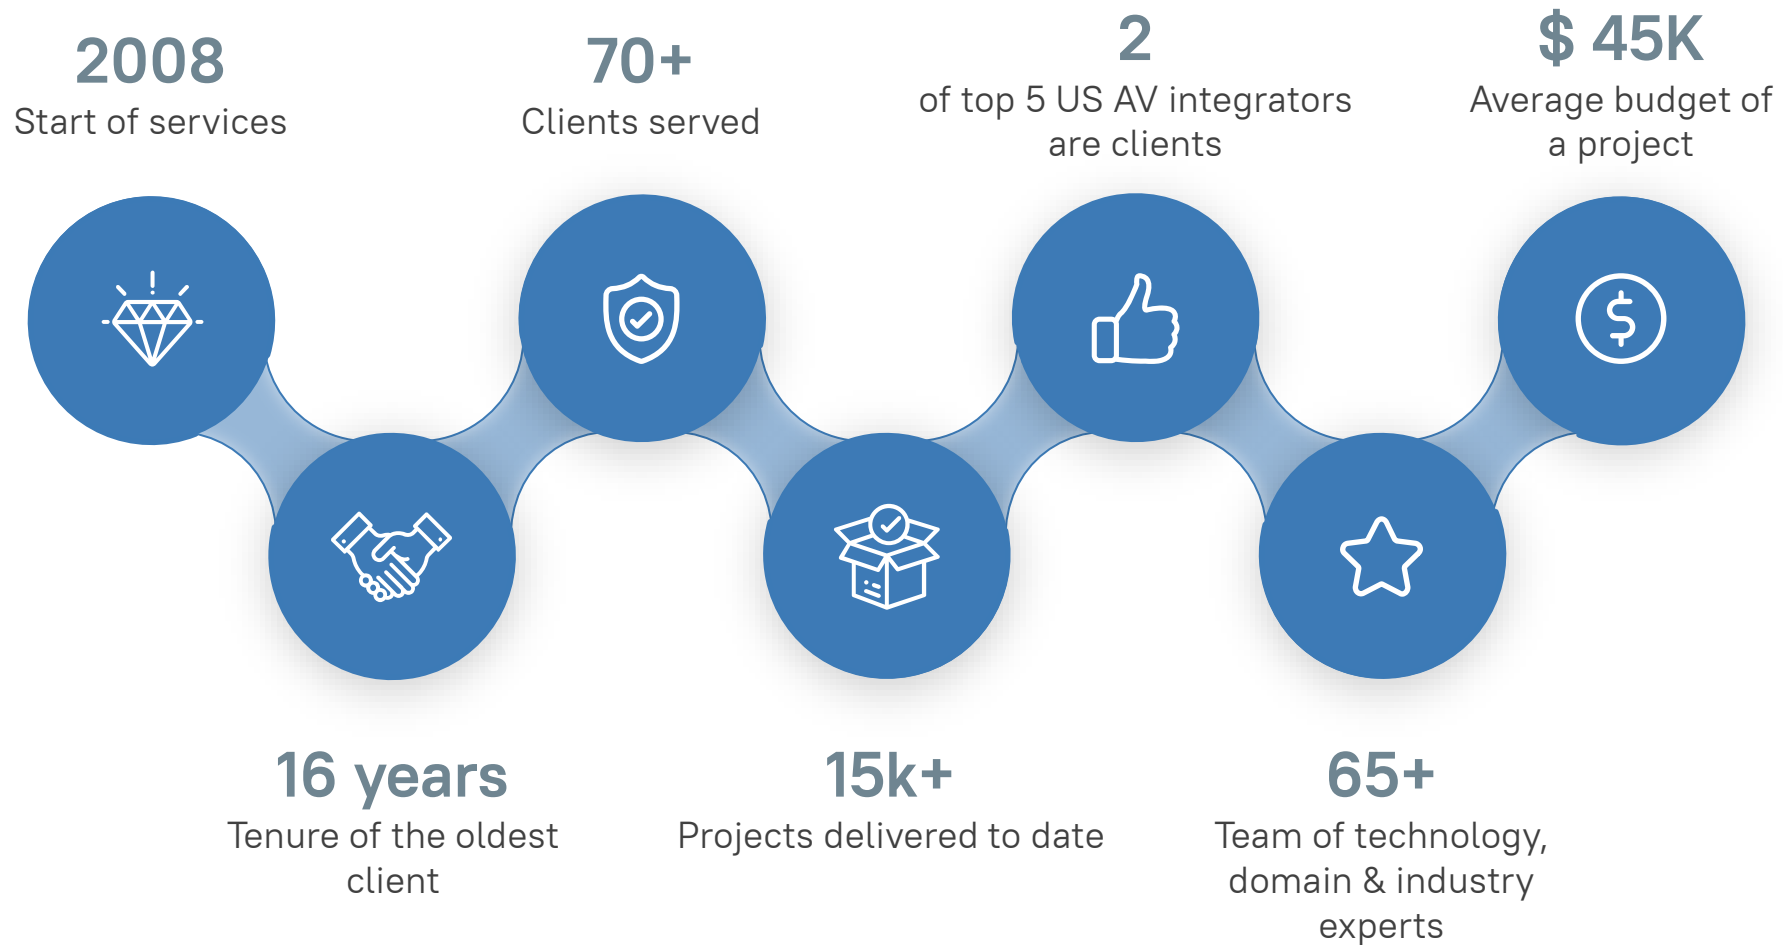 2008
Start of services
16 years
Tenure of the oldest
client
70+
Clients served
15k+
Projects delivered to date
2
of top 5 US AV integrators
are clients
65+
Team of technology,
domain & industry
experts
$ 45K
Average budget of
a project